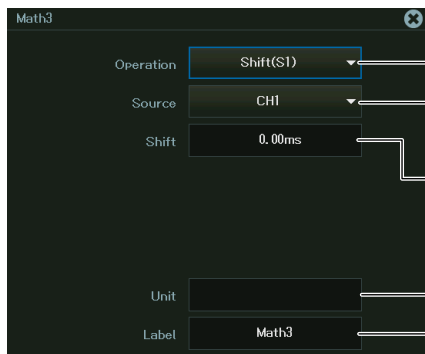 Math3
Operation Shift(S1)
Source CH1
Shift 0.00ms
Unit
Label Math3